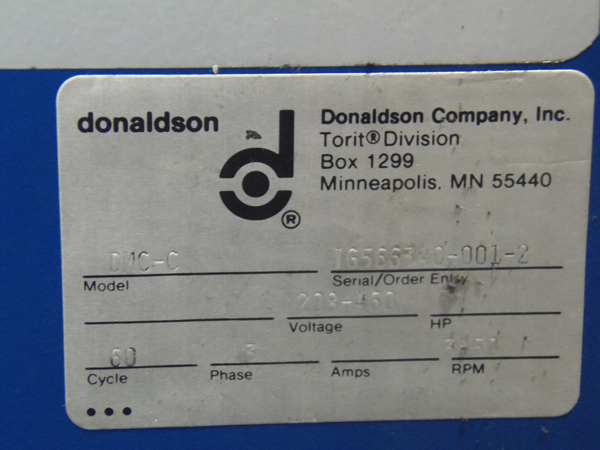 donaldson
Donaldson Company, Inc.
Torit® Division
Box 1299
Minneapolis, MN 55440
®
Model
Serial/Order Entry
208-460
Voltage
HP
60
3
Cycle
Phase
Amps
RPM